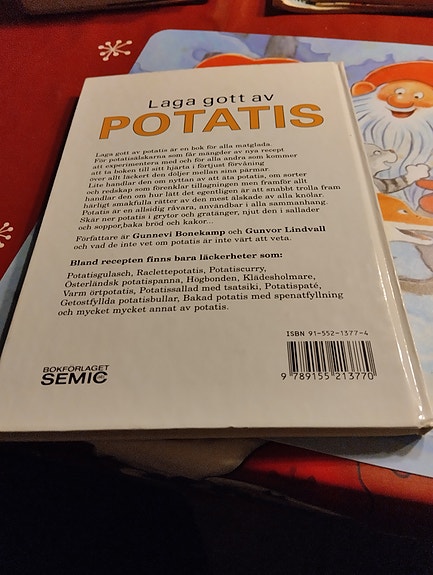 Laga gott av
POTATIS
Laga gott av potatis är en bok för alla matglada.
För potatisälskarna som får mängder av nya recept
att experimentera med och för alla andra som kommer
att ta boken till sitt hjärta i förtjust förvåning
över allt läckert den döljer mellan sina pärmar.
Lite handlar den om nyttan av att äta potatis, om sorter
och redskap som förenklar tillagningen men framför allt
handlar den om hur lätt det egentligen är att snabbt trolla fram
härligt smakfulla rätter av den mest älskade av alla knölar.
Potatis är en allsidig råvara, användbar i alla sammanhang.
Skär ner potatis i grytor och gratänger, njut den i sallader
och soppor,baka bröd och kakor...
Författare är Gunnevi Bonekamp och Gunvor Lindvall
och vad de inte vet om potatis är inte värt att veta.
Bland recepten finns bara läckerheter som:
Potatisgulasch, Raclettepotatis, Potatiscurry,
Österländsk potatispanna, Högbonden, Klädesholmare,
Varm örtpotatis, Potatissallad med tsatsiki, Potatispaté,
Getostfyllda potatisbullar, Bakad potatis med spenatfyllning
och mycket mycket annat av potatis.
ISBN 91-552-1377-4
9 789155 213770
BOKFÖRLAGET
SEMIC